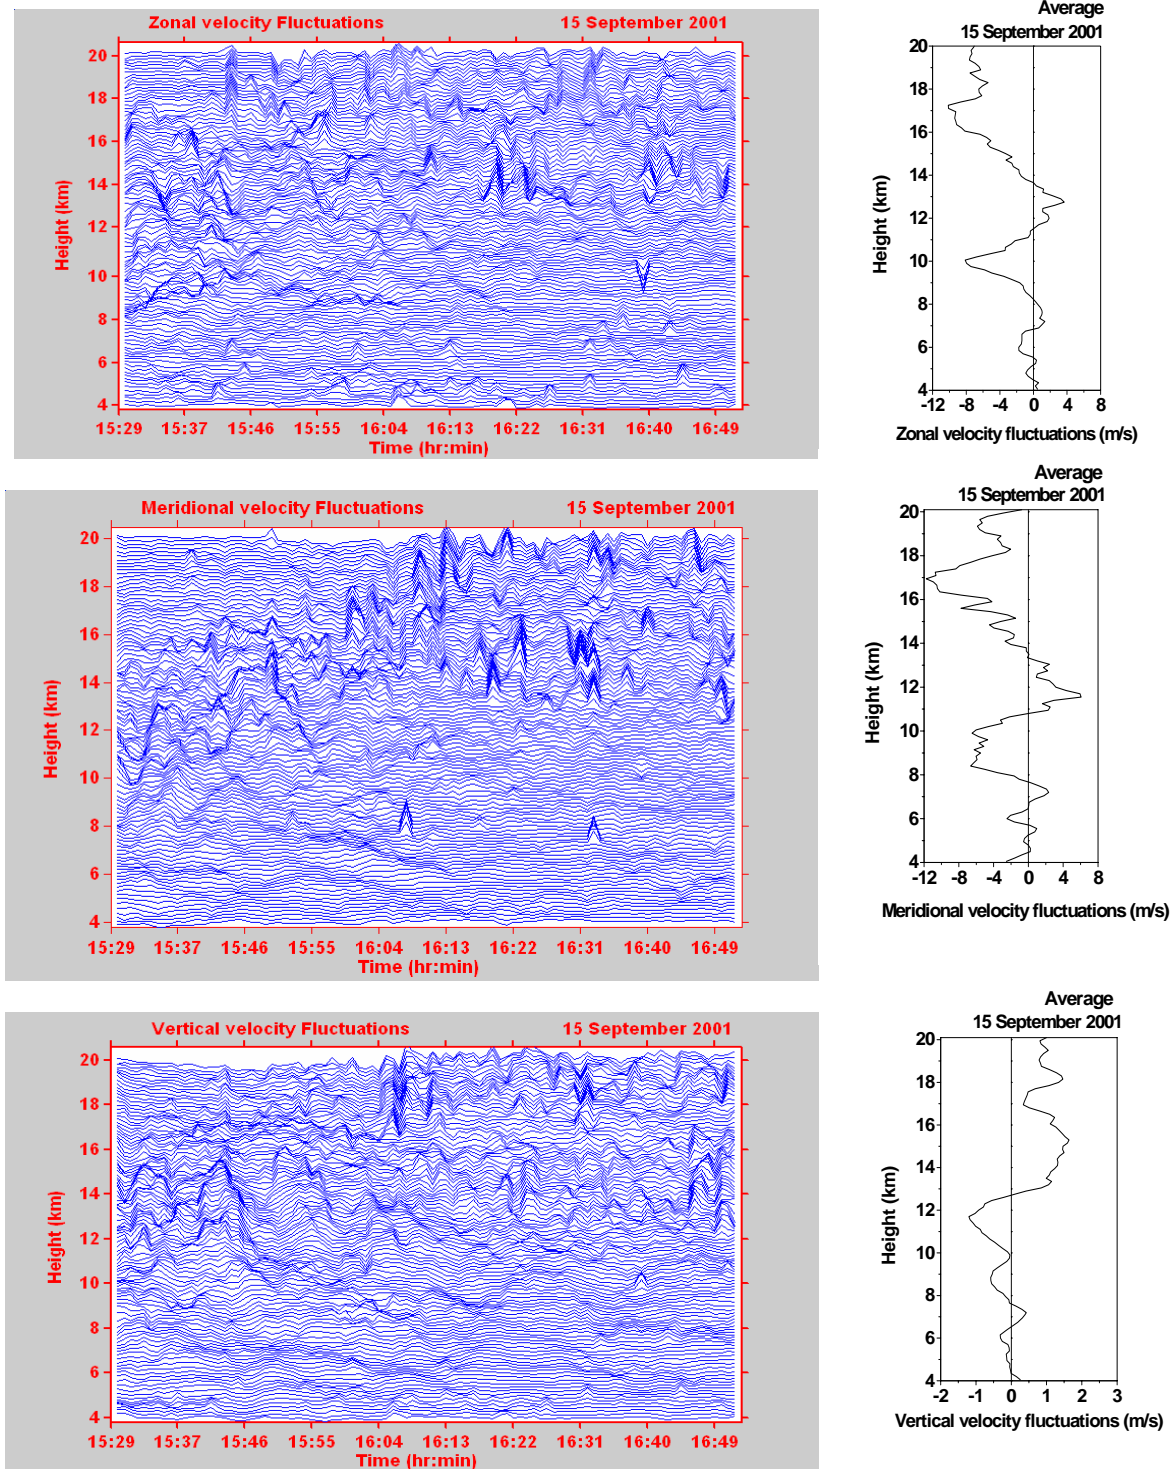 Zonal velocity Fluctuations 15 September 2001
20
18
16
14
12
12
10
8
6
4
Height (km)
15:29 15:37 15:46 15:55 16:04 16:13 16:22 16:31 16:40 16:49
Time (hr:min)
Average
15 September 2001
20
18
16
14
12
10
8
6
4
Height (km)
-12 -8 -4 0 4 8
Zonal velocity fluctuations (m/s)
Meridional velocity Fluctuations 15 September 2001
20
18
16
14
12
10
8
6
4
Height (km)
15:29 15:37 15:46 15:55 16:04 16:13 16:22 16:31 16:40 16:49
Time (hr:min)
Average
15 September 2001
20
18
16
14
12
10
8
6
4
Height (km)
-12 -8 -4 0 4 8
Meridional velocity fluctuations (m/s)
Vertical velocity Fluctuations 15 September 2001
20
18
16
14
12
10
8
6
4
Height (km)
15:29 15:37 15:46 15:55 16:04 16:13 16:22 16:31 16:40 16:49
Time (hr:min)
Average
15 September 2001
20
18
16
14
12
10
8
6
4
Height (km)
-2 -1 0 1 2 3
Vertical velocity fluctuations (m/s)